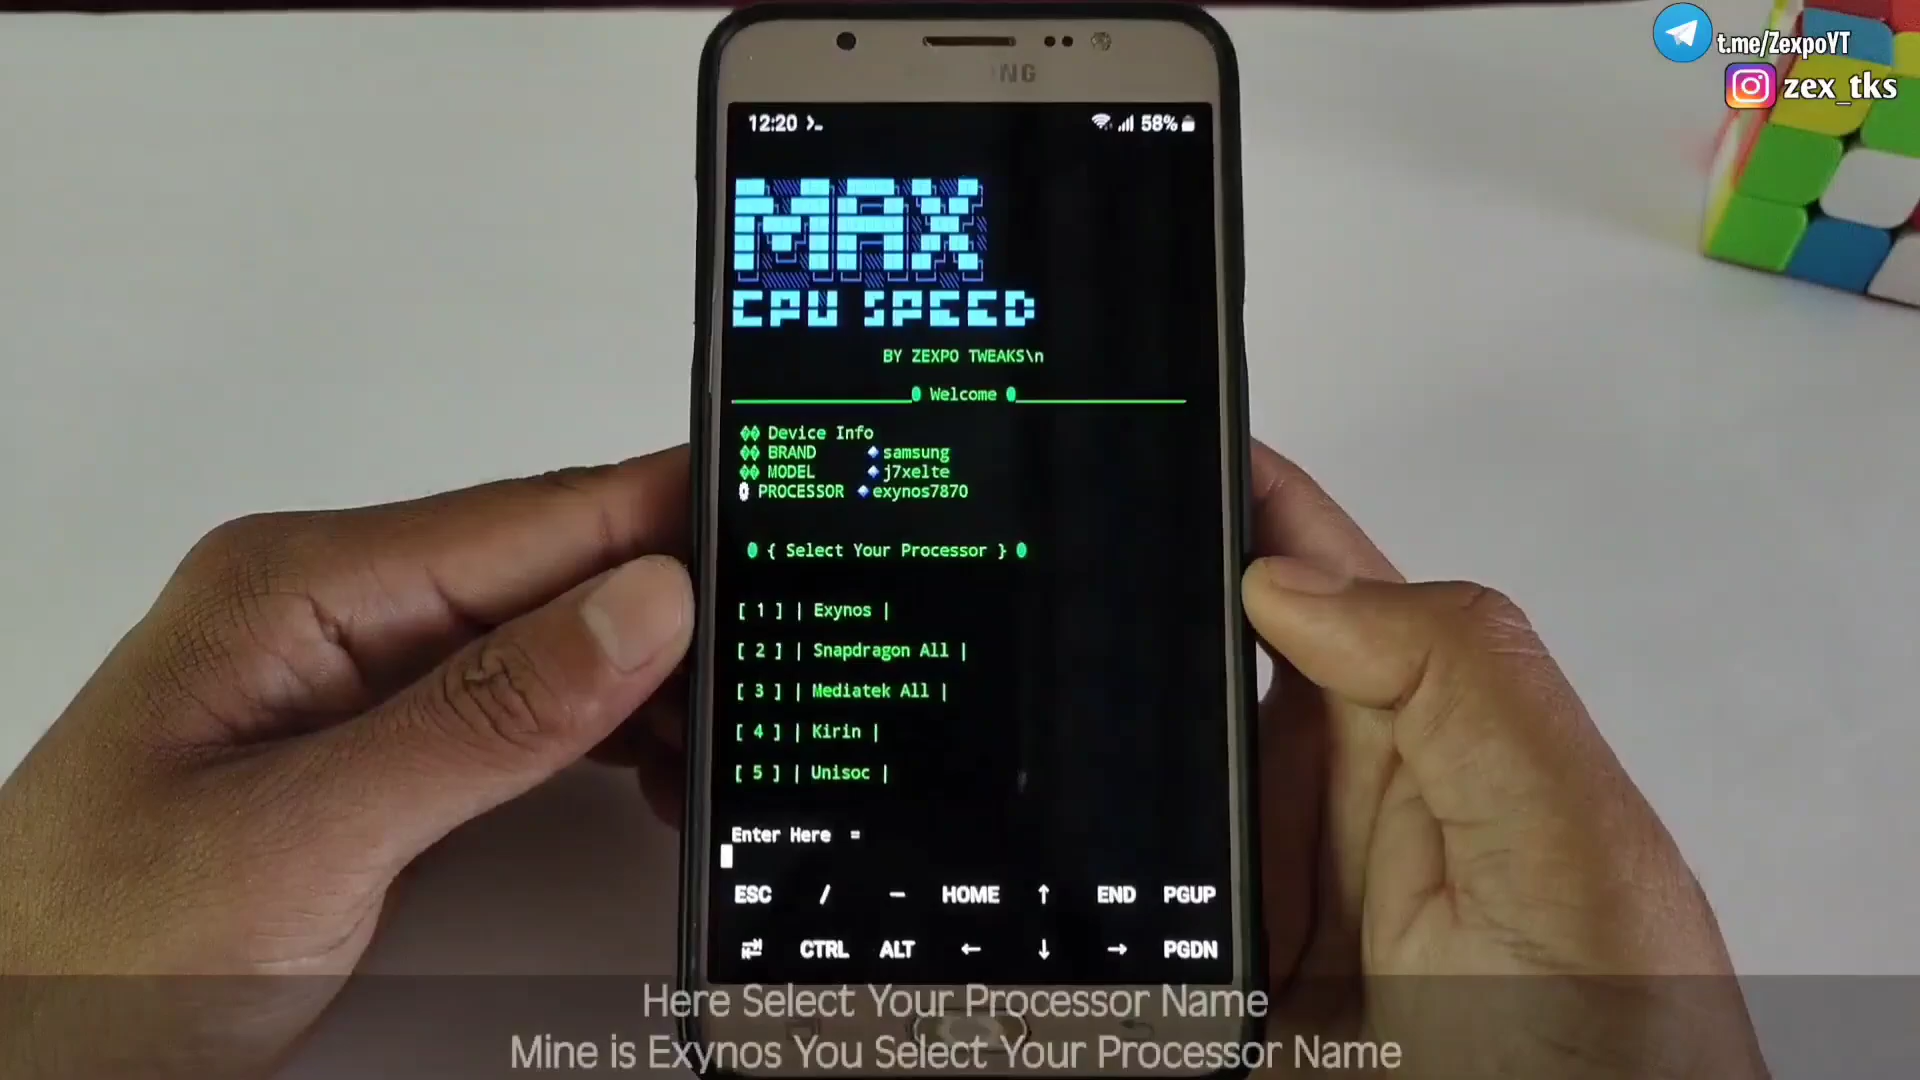 t.me/ZexpoYT
zex_tks
NG
12:20
58%
MAX
CPU SPEED
BY ZEXPO TWEAKS\n
Welcome
Device Info
BRAND samsung
MODEL j7xelte
PROCESSOR exynos7870
{ Select Your Processor }
[ 1 ] | Exynos |
[ 2 ] | Snapdragon All |
[ 3 ] | Mediatek All |
[ 4 ] | Kirin |
[ 5 ] | Unisoc |
Enter Here =
ESC / — HOME ↑ END PGUP
CTRL ALT ← ↓ → PGDN
Here Select Your Processor Name
Mine is Exynos You Select Your Processor Name